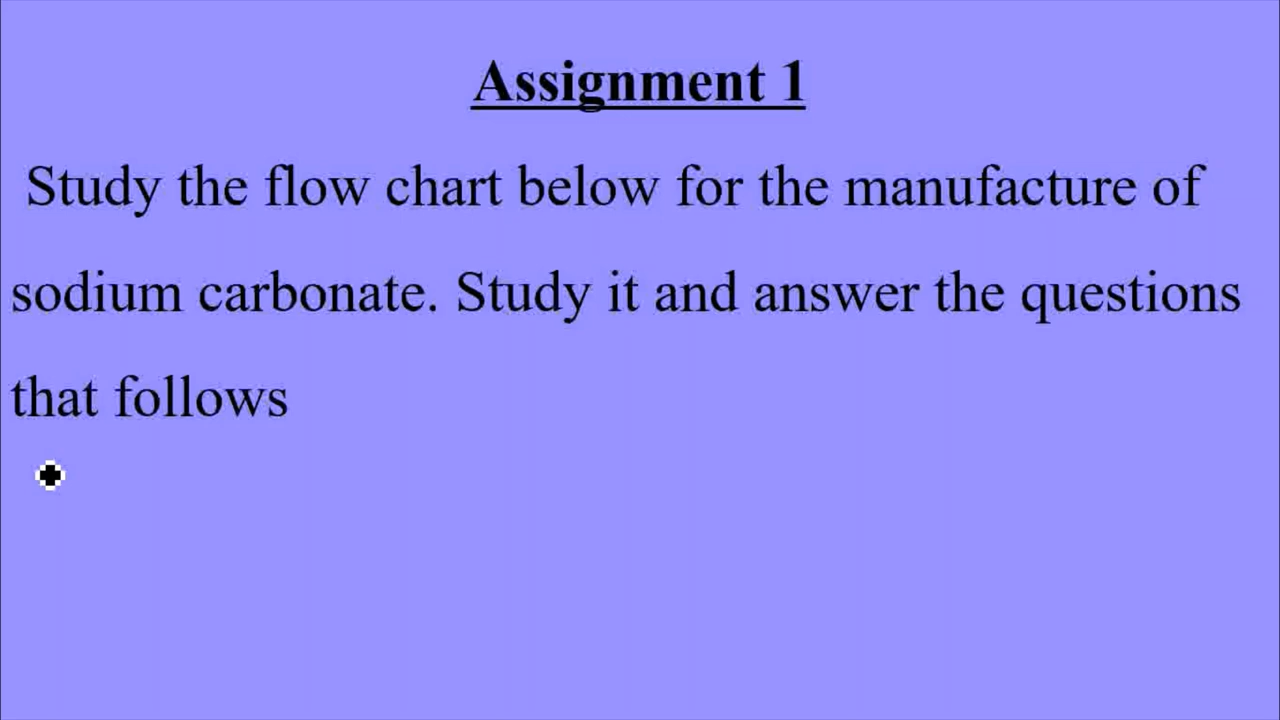 Assignment 1
Study the flow chart below for the manufacture of
sodium carbonate. Study it and answer the questions
that follows